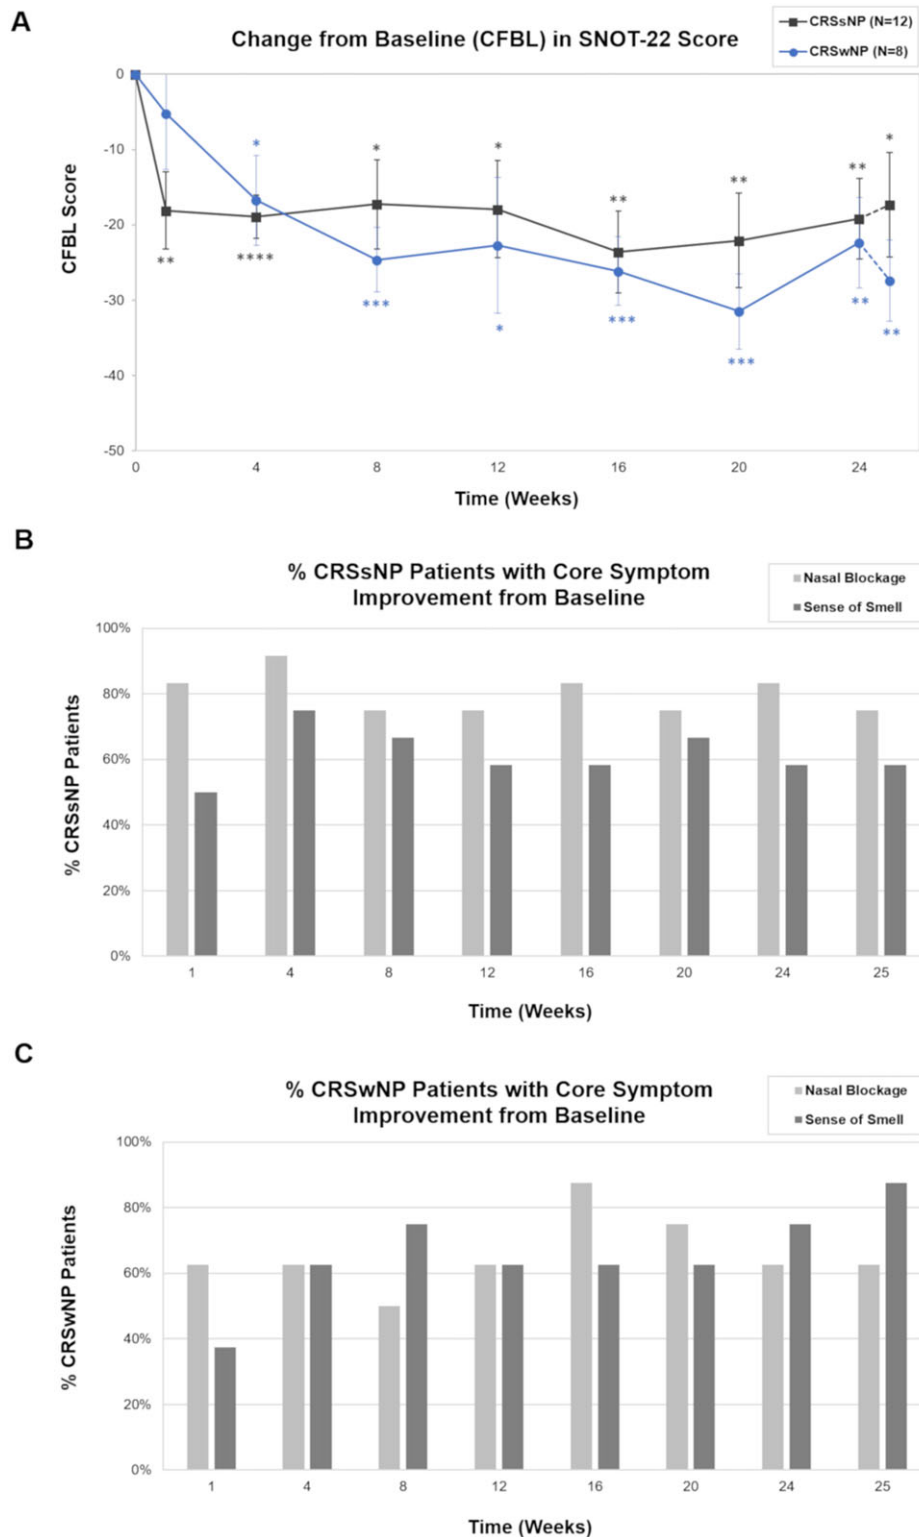 A
Change from Baseline (CFBL) in SNOT-22 Score
CRSsNP (N=12)
CRSwNP (N=8)
CFBL Score
-0
-10
-20
-30
-40
-50
*
*
*
**
**
**
*
**
****
***
*
***
***
**
**
0 4 8 12 16 20 24
Time (Weeks)
B
% CRSsNP Patients with Core Symptom
Improvement from Baseline
Nasal Blockage
Sense of Smell
% CRSsNP Patients
100%
80%
60%
40%
20%
0%
1 4 8 12 16 20 24 25
Time (Weeks)
C
% CRSwNP Patients with Core Symptom
Improvement from Baseline
Nasal Blockage
Sense of Smell
% CRSwNP Patients
100%
80%
60%
40%
20%
0%
1 4 8 12 16 20 24 25
Time (Weeks)